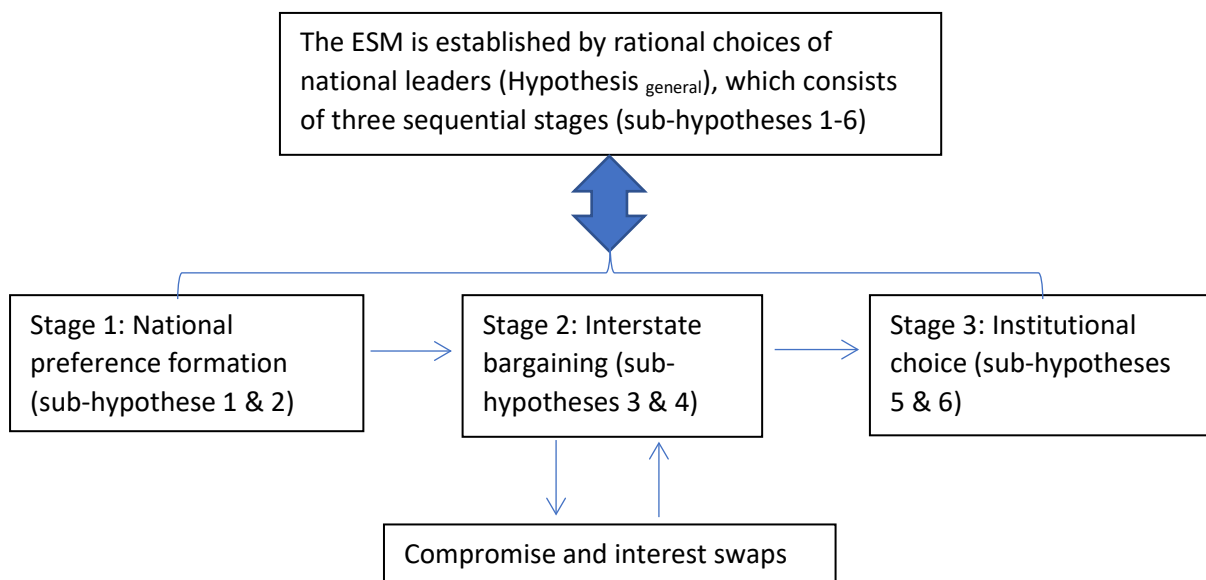 The ESM is established by rational choices of
national leaders (Hypothesis general), which consists
of three sequential stages (sub-hypotheses 1-6)
Stage 1: National
preference formation
(sub-hypothese 1 & 2)
Stage 2: Interstate
bargaining (sub-
hypotheses 3 & 4)
Stage 3: Institutional
choice (sub-hypotheses
5 & 6)
Compromise and interest swaps